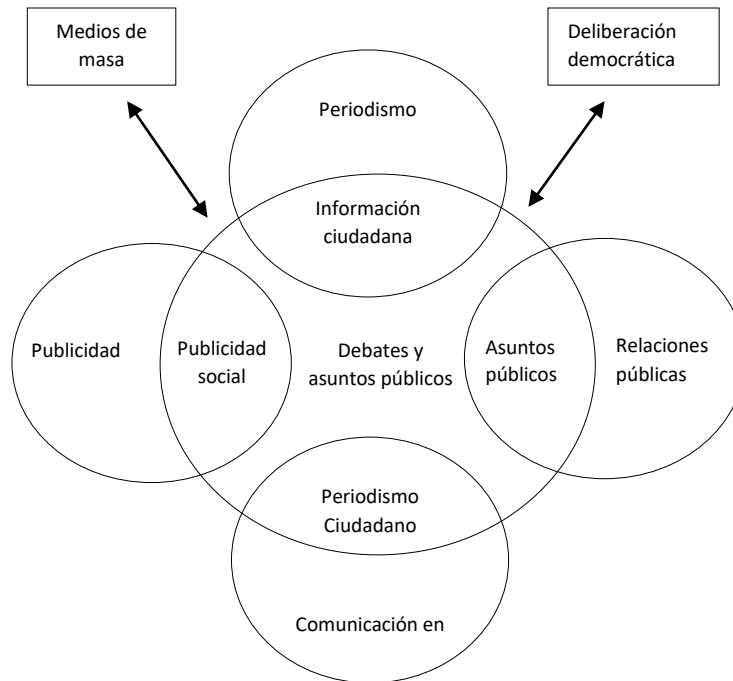 Medios de
masa
Deliberación
democrática
Periodismo
Información
ciudadana
Publicidad
Publicidad
social
Debates y
asuntos públicos
Asuntos
públicos
Relaciones
públicas
Periodismo
Ciudadano
Comunicación en